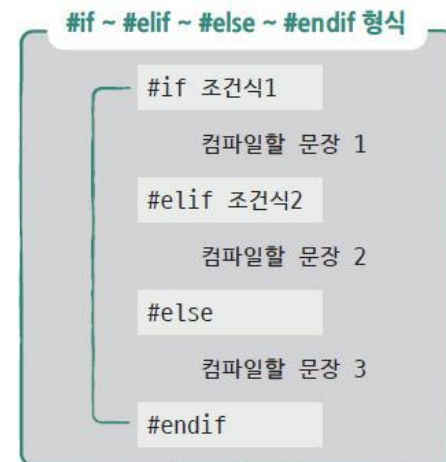 #if ~ #elif ~ #else ~ #endif 형식
#if 조건식1
컴파일할 문장 1
#elif 조건식2
컴파일할 문장 2
#else
컴파일할 문장 3
#endif